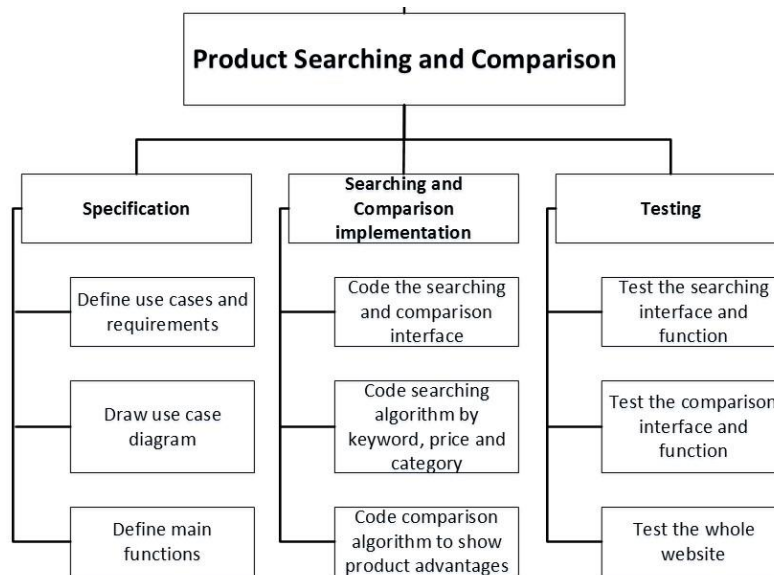 Product Searching and Comparison
Specification
Define use cases and
requirements
Draw use case
diagram
Define main
functions
Searching and
Comparison
implementation
Code the searching
and comparison
interface
Code searching
algorithm by
keyword, price and
category
Code comparison
algorithm to show
product advantages
Testing
Test the searching
interface and
function
Test the comparison
interface and
function
Test the whole
website